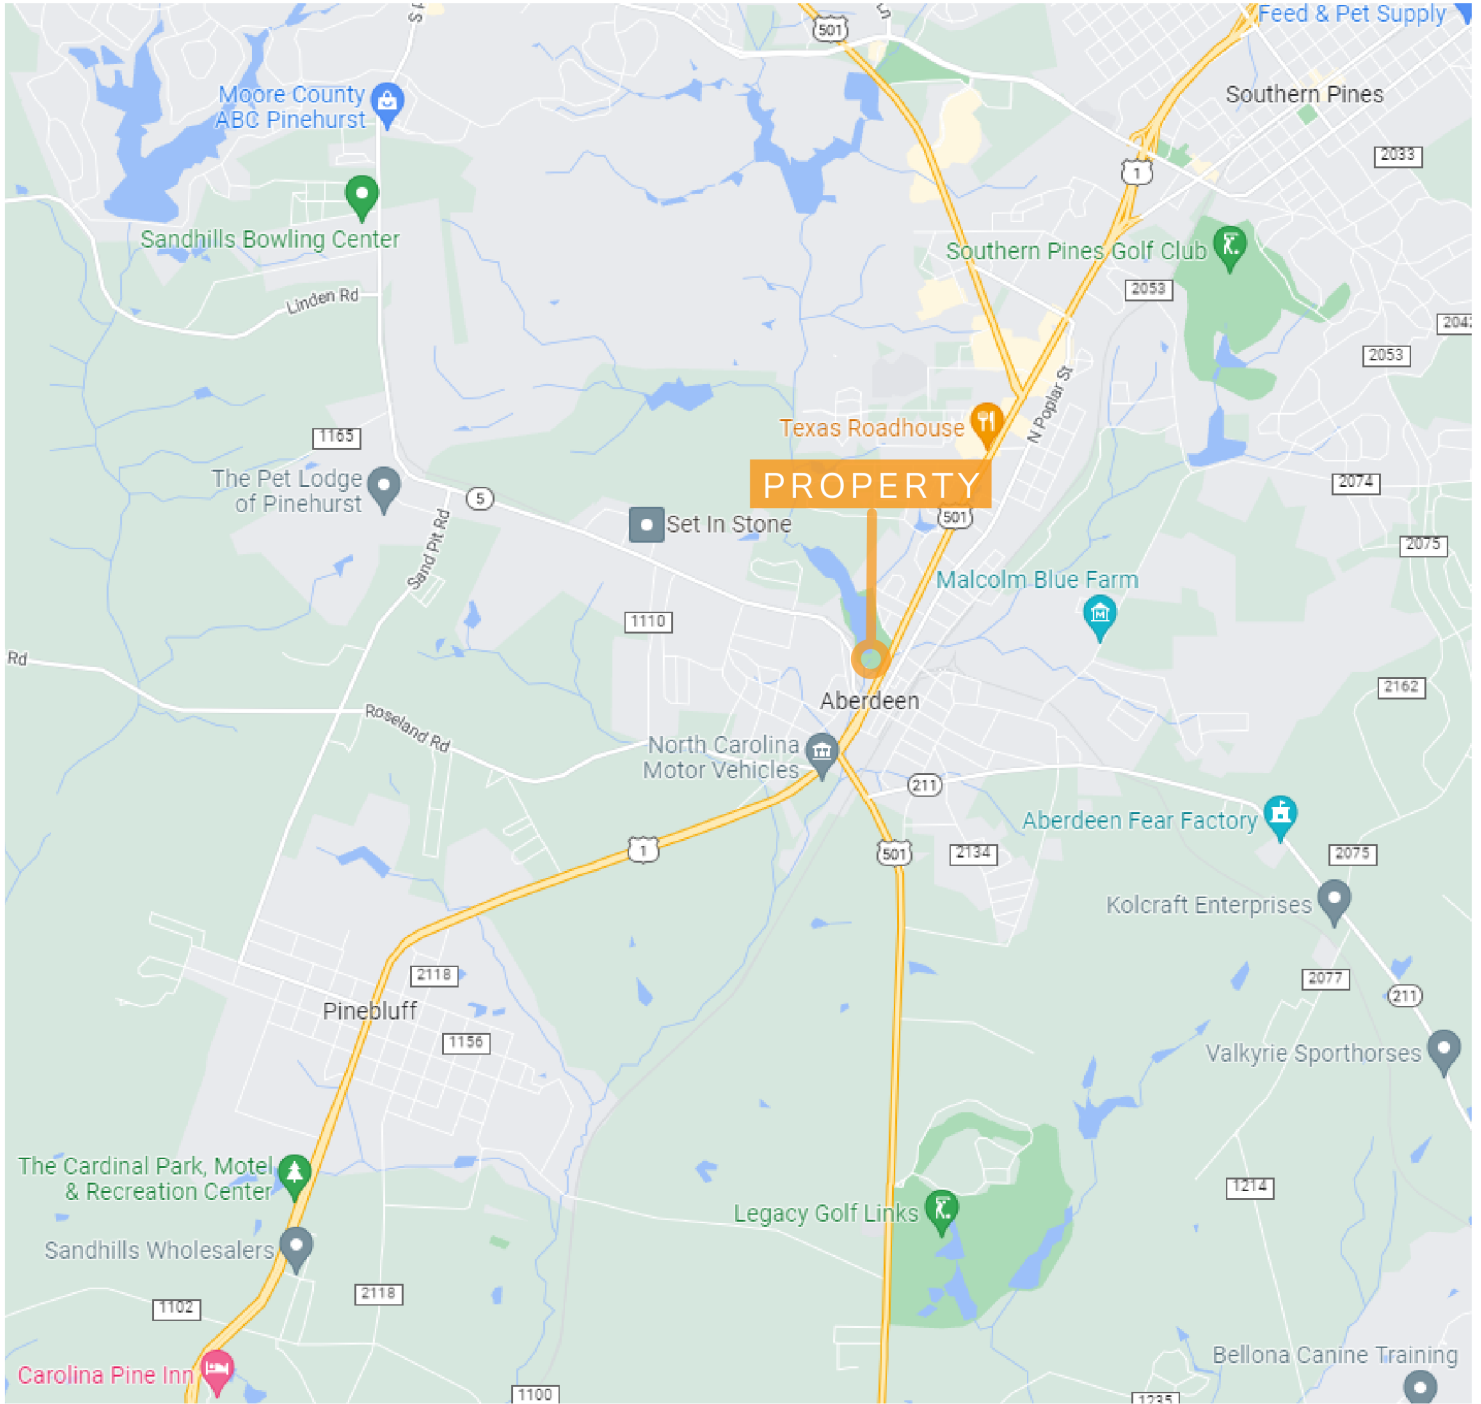 501
Feed & Pet Supply
Moore County
ABC Pinehurst
Southern Pines
2033
1
Sandhills Bowling Center
Southern Pines Golf Club
2053
Linden Rd
2053
N Poplar St
Texas Roadhouse
1165
The Pet Lodge
of Pinehurst
5
PROPERTY
2074
501
Set In Stone
Sand Pit Rd
2075
Malcolm Blue Farm
1110
Rd
2162
Aberdeen
Roseland Rd
North Carolina
Motor Vehicles
211
Aberdeen Fear Factory
1
501
2134
2075
Kolcraft Enterprises
2118
2077
211
Pinebluff
1156
Valkyrie Sporthorses
The Cardinal Park, Motel
& Recreation Center
1214
Legacy Golf Links
Sandhills Wholesalers
2118
1102
Bellona Canine Training
Carolina Pine Inn
1100
1235